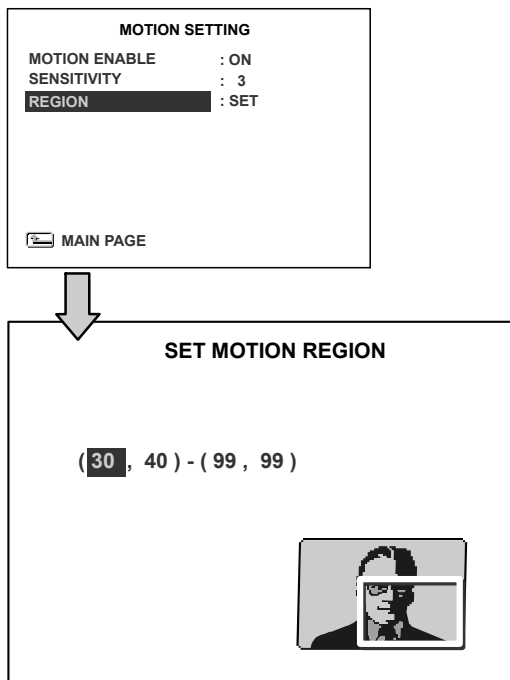 MOTION SETTING
MOTION ENABLE : ON
SENSITIVITY : 3
REGION : SET
MAIN PAGE
SET MOTION REGION
( 30 , 40 ) - ( 99 , 99 )